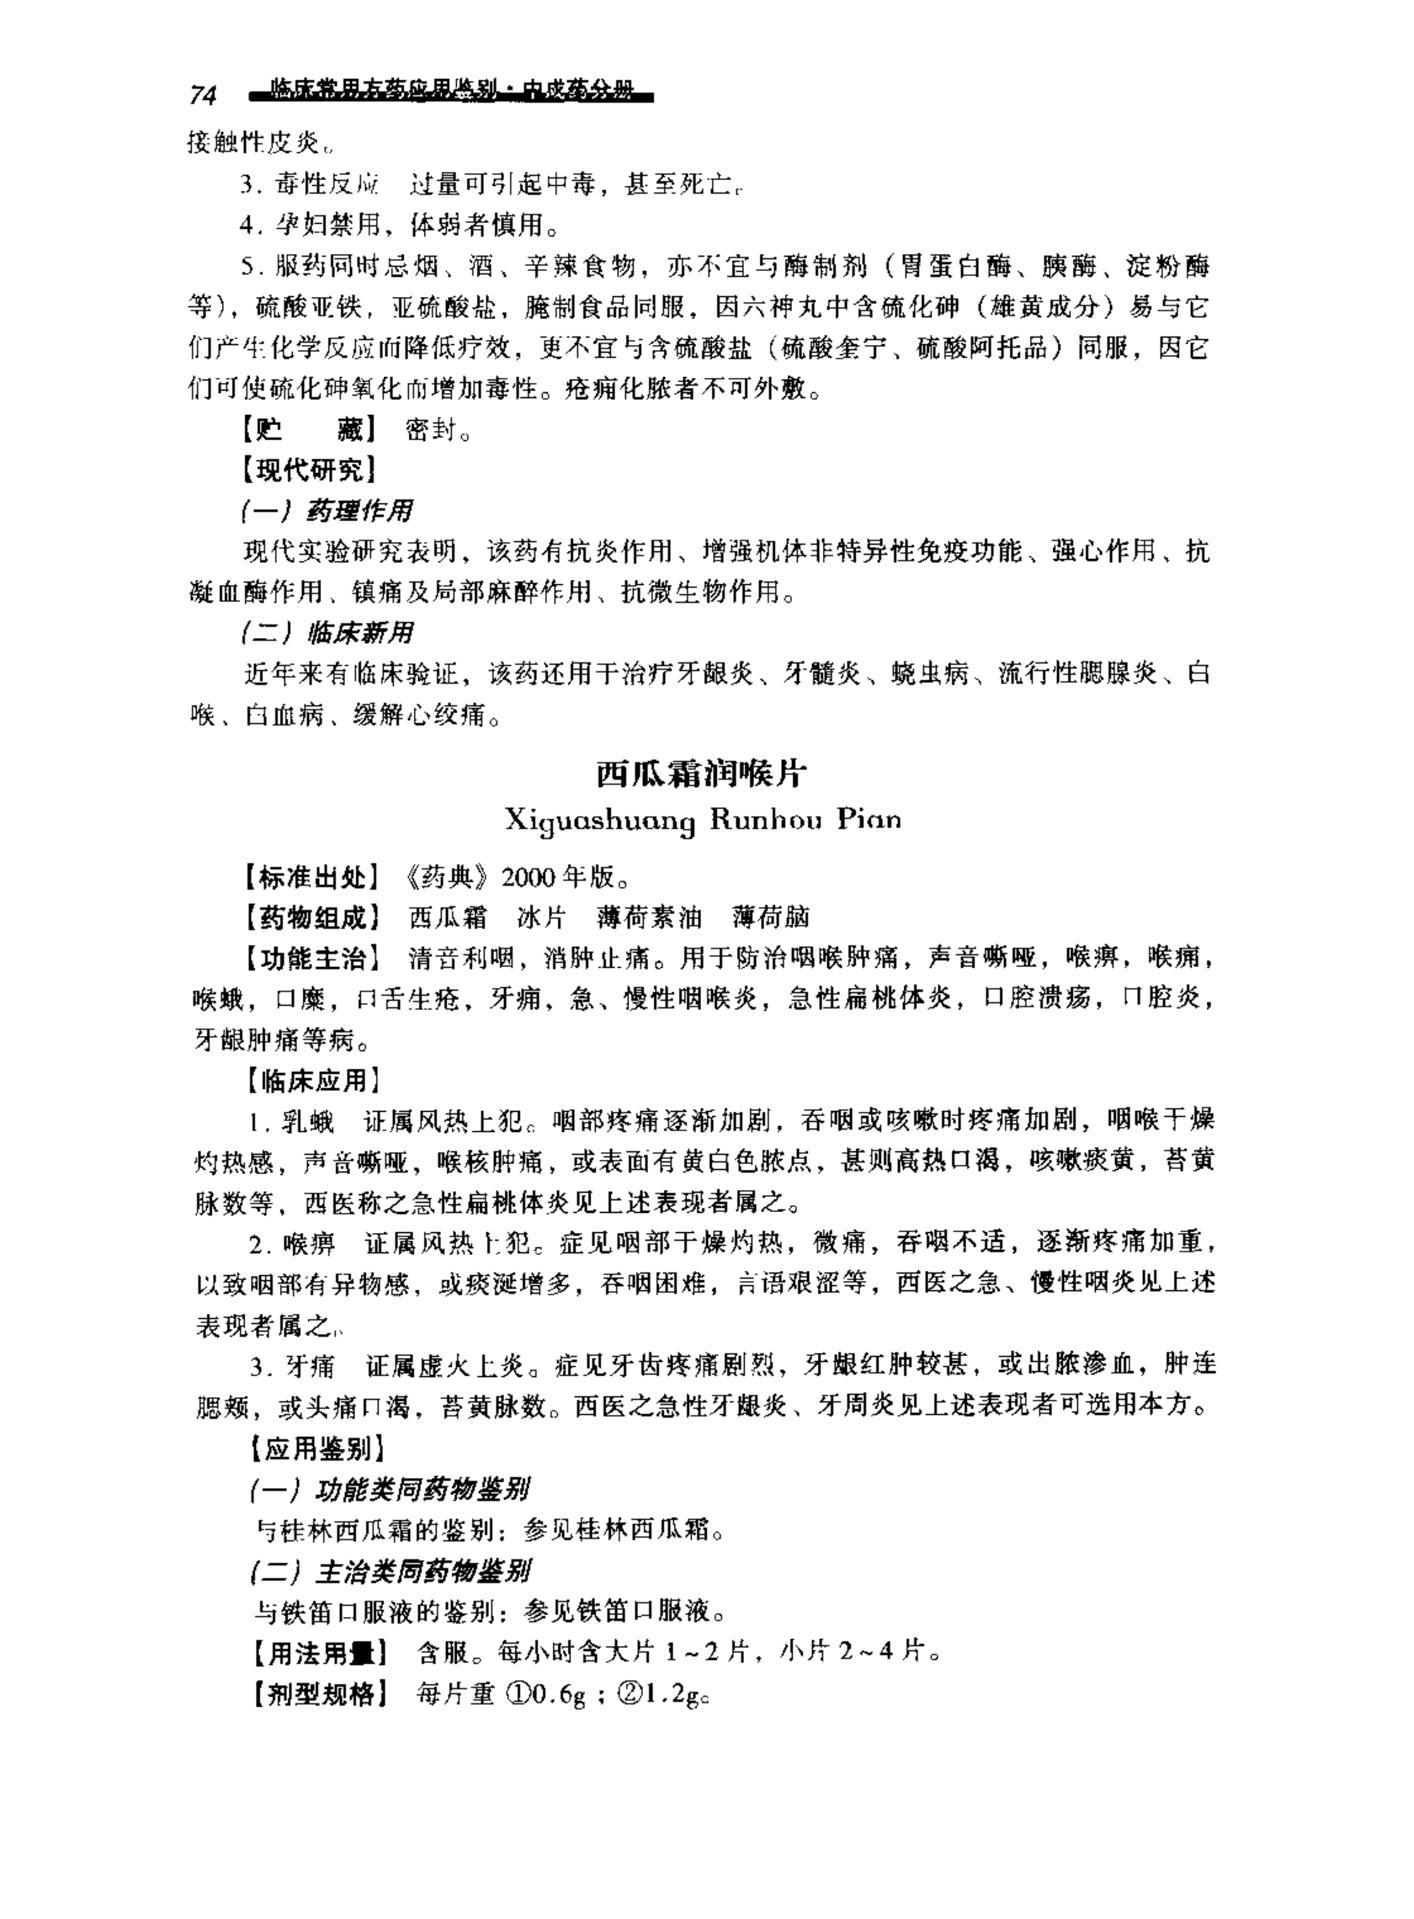 74 临床常用方药应用鉴别·中成药分册
接触性皮炎。
3. 毒性反应 过量可引起中毒，甚至死亡。
4. 孕妇禁用，体弱者慎用。
5. 服药同时忌烟、酒、辛辣食物，亦不宜与酶制剂（胃蛋白酶、胰酶、淀粉酶
等），硫酸亚铁，亚硫酸盐，腌制食品同服，因六神丸中含硫化砷（雄黄成分）易与它
们产生化学反应而降低疗效，更不宜与含硫酸盐（硫酸奎宁、硫酸阿托品）同服，因它
们可使硫化砷氧化而增加毒性。疮痈化脓者不可外敷。
【贮　　藏】 密封。
【现代研究】
（一）药理作用
现代实验研究表明，该药有抗炎作用、增强机体非特异性免疫功能、强心作用、抗
凝血酶作用、镇痛及局部麻醉作用、抗微生物作用。
（二）临床新用
近年来有临床验证，该药还用于治疗牙龈炎、牙髓炎、蛲虫病、流行性腮腺炎、白
喉、白血病、缓解心绞痛。
西瓜霜润喉片
Xiguashuang Runhou Pian
【标准出处】《药典》2000年版。
【药物组成】 西瓜霜 冰片 薄荷素油 薄荷脑
【功能主治】 清音利咽，消肿止痛。用于防治咽喉肿痛，声音嘶哑，喉痹，喉痛，
喉蛾，口糜，口舌生疮，牙痈，急、慢性咽喉炎，急性扁桃体炎，口腔溃疡，口腔炎，
牙龈肿痛等病。
【临床应用】
1. 乳蛾 证属风热上犯。咽部疼痛逐渐加剧，吞咽或咳嗽时疼痛加剧，咽喉干燥
灼热感，声音嘶哑，喉核肿痛，或表面有黄白色脓点，甚则高热口渴，咳嗽痰黄，苔黄
脉数等，西医称之急性扁桃体炎见上述表现者属之。
2. 喉痹 证属风热上犯。症见咽部干燥灼热，微痛，吞咽不适，逐渐疼痛加重，
以致咽部有异物感，或痰涎增多，吞咽困难，言语艰涩等，西医之急、慢性咽炎见上述
表现者属之。
3. 牙痛 证属虚火上炎。症见牙齿疼痛剧烈，牙龈红肿较甚，或出脓渗血，肿连
腮颊，或头痛口渴，苔黄脉数。西医之急性牙龈炎、牙周炎见上述表现者可选用本方。
【应用鉴别】
（一）功能类同药物鉴别
与桂林西瓜霜的鉴别：参见桂林西瓜霜。
（二）主治类同药物鉴别
与铁笛口服液的鉴别：参见铁笛口服液。
【用法用量】 含服。每小时含大片1~2片，小片2~4片。
【剂型规格】 每片重 ①0.6g；②1.2g。